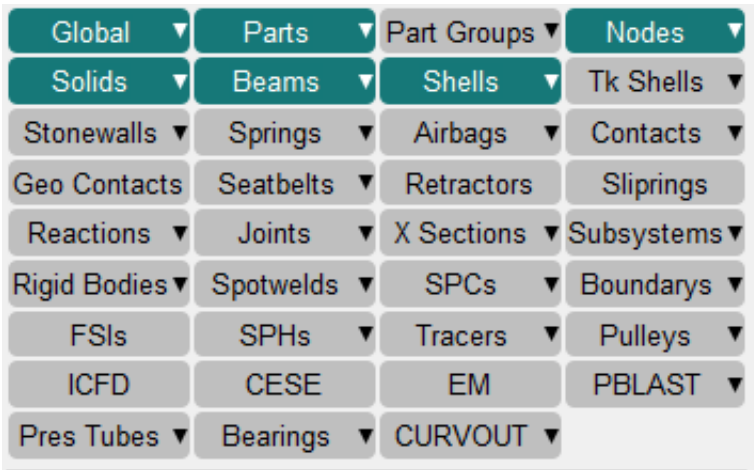 Global ▼ Parts ▼ Part Groups ▼ Nodes ▼
Solids ▼ Beams ▼ Shells ▼ Tk Shells ▼
Stonewalls ▼ Springs ▼ Airbags ▼ Contacts ▼
Geo Contacts Seatbelts ▼ Retractors Sliprings
Reactions ▼ Joints ▼ X Sections ▼ Subsystems ▼
Rigid Bodies ▼ Spotwelds ▼ SPCs ▼ Boundarys ▼
FSIs SPHs ▼ Tracers ▼ Pulleys ▼
ICFD CESE EM PBLAST ▼
Pres Tubes ▼ Bearings ▼ CURVOUT ▼